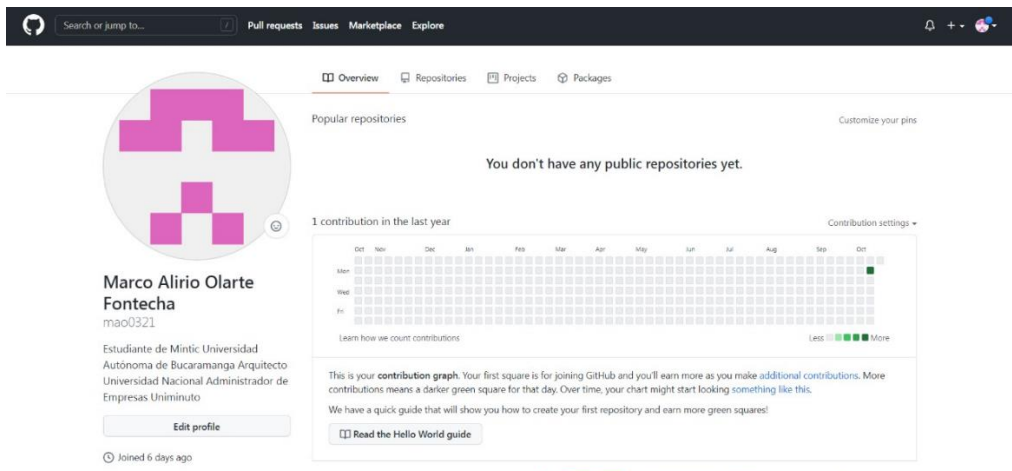 Search or jump to... /
Pull requests Issues Marketplace Explore
Overview Repositories Projects Packages
Popular repositories
Customize your pins
You don't have any public repositories yet.
1 contribution in the last year
Contribution settings
Oct Nov Dec Jan Feb Mar Apr May Jun Jul Aug Sep Oct
Mon
Wed
Fri
Learn how we count contributions
Less More
This is your contribution graph. Your first square is for joining GitHub and you'll earn more as you make additional contributions. More
contributions means a darker green square for that day. Over time, your chart might start looking something like this.
We have a quick guide that will show you how to create your first repository and earn more green squares!
Read the Hello World guide
Marco Alirio Olarte
Fontecha
mao0321
Estudiante de Mintic Universidad
Autónoma de Bucaramanga Arquitecto
Universidad Nacional Administrador de
Empresas Uniminuto
Edit profile
Joined 6 days ago